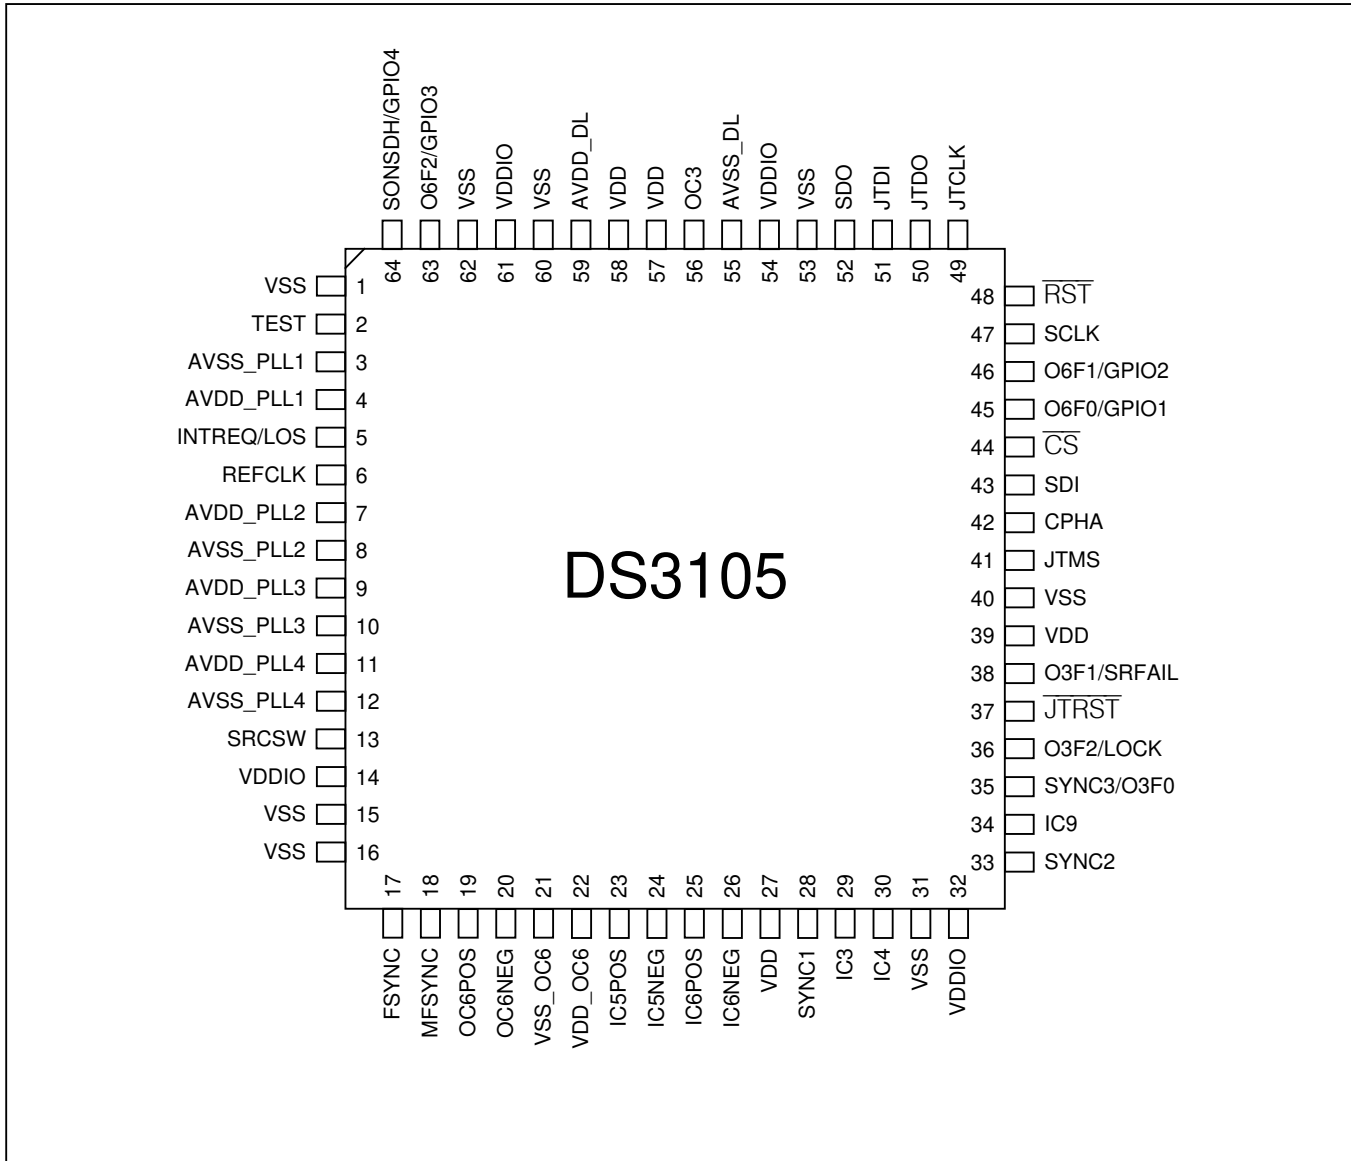 SONSDH/GPIO4
O6F2/GPIO3
VSS
VDDIO
VSS
AVDD_DL
VDD
VDD
OC3
AVSS_DL
VDDIO
VSS
SDO
JTDI
JTDO
JTCLK
64 63 62 61 60 59 58 57 56 55 54 53 52 51 50 49
VSS 1
TEST 2
AVSS_PLL1 3
AVDD_PLL1 4
INTREQ/LOS 5
REFCLK 6
AVDD_PLL2 7
AVSS_PLL2 8
AVDD_PLL3 9
AVSS_PLL3 10
AVDD_PLL4 11
AVSS_PLL4 12
SRCSW 13
VDDIO 14
VSS 15
VSS 16
DS3105
48 RST
47 SCLK
46 O6F1/GPIO2
45 O6F0/GPIO1
44 CS
43 SDI
42 CPHA
41 JTMS
40 VSS
39 VDD
38 O3F1/SRFAIL
37 JTRST
36 O3F2/LOCK
35 SYNC3/O3F0
34 IC9
33 SYNC2
17 18 19 20 21 22 23 24 25 26 27 28 29 30 31 32
FSYNC
MFSYNC
OC6POS
OC6NEG
VSS_OC6
VDD_OC6
IC5POS
IC5NEG
IC6POS
IC6NEG
VDD
SYNC1
IC3
IC4
VSS
VDDIO